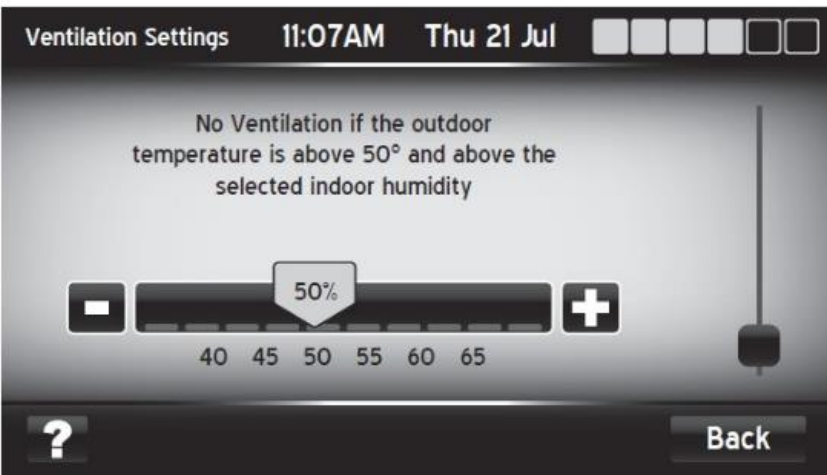 Ventilation Settings 11:07AM Thu 21 Jul
No Ventilation if the outdoor
temperature is above 50° and above the
selected indoor humidity
- 50% +
40 45 50 55 60 65
? Back